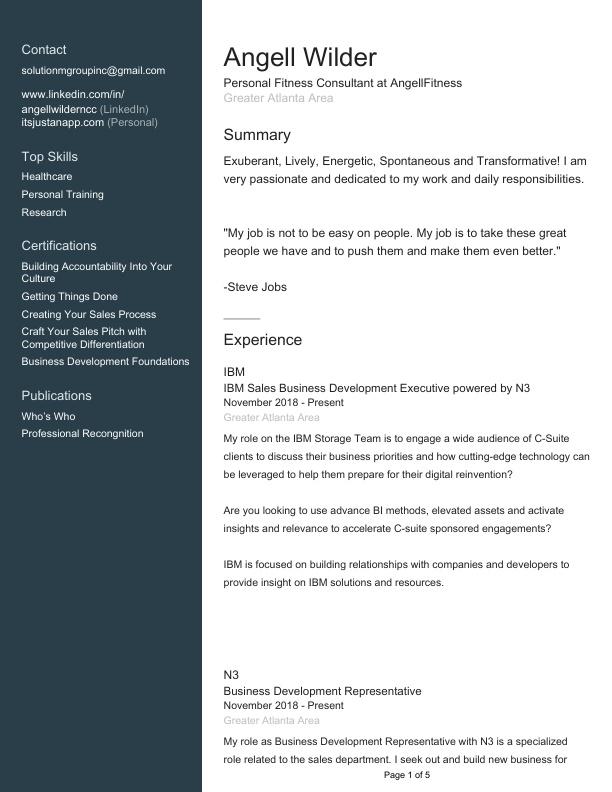 Contact
solutionmgroupinc@gmail.com
www.linkedin.com/in/
angellwilderncc (LinkedIn)
itsjustanapp.com (Personal)
Top Skills
Healthcare
Personal Training
Research
Certifications
Building Accountability Into Your
Culture
Getting Things Done
Creating Your Sales Process
Craft Your Sales Pitch with
Competitive Differentiation
Business Development Foundations
Publications
Who's Who
Professional Recongnition
Angell Wilder
Personal Fitness Consultant at AngellFitness
Greater Atlanta Area
Summary
Exuberant, Lively, Energetic, Spontaneous and Transformative! I am
very passionate and dedicated to my work and daily responsibilities.
"My job is not to be easy on people. My job is to take these great
people we have and to push them and make them even better."
-Steve Jobs
Experience
IBM
IBM Sales Business Development Executive powered by N3
November 2018 - Present
Greater Atlanta Area
My role on the IBM Storage Team is to engage a wide audience of C-Suite
clients to discuss their business priorities and how cutting-edge technology can
be leveraged to help them prepare for their digital reinvention?
Are you looking to use advance BI methods, elevated assets and activate
insights and relevance to accelerate C-suite sponsored engagements?
IBM is focused on building relationships with companies and developers to
provide insight on IBM solutions and resources.
N3
Business Development Representative
November 2018 - Present
Greater Atlanta Area
My role as Business Development Representative with N3 is a specialized
role related to the sales department. I seek out and build new business for
Page 1 of 5